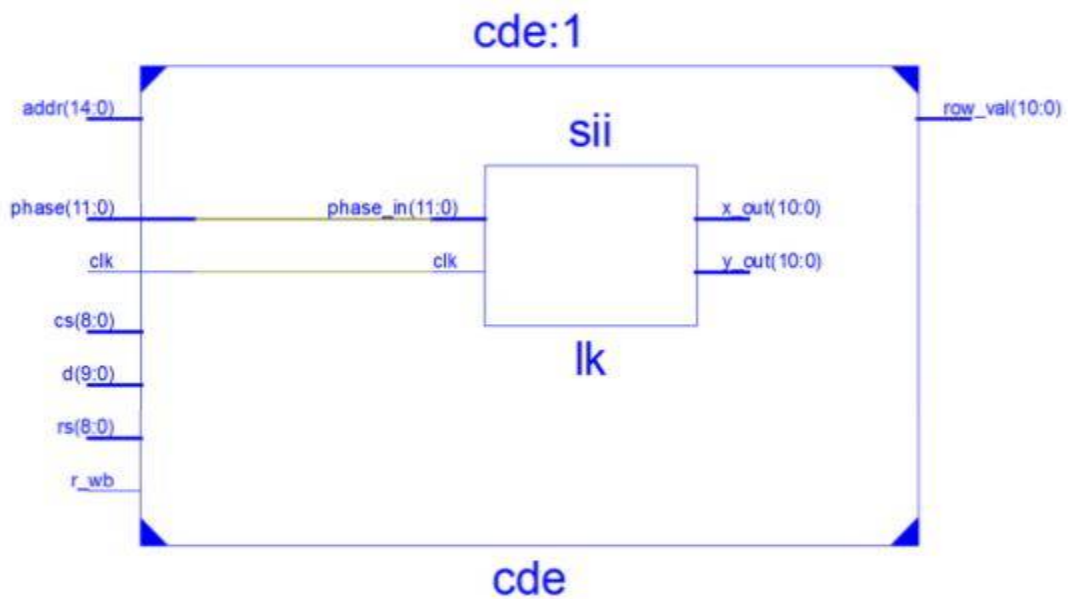 cde:1
addr(14:0)
row_val(10:0)
sii
phase(11:0)
phase_in(11:0)
x_out(10:0)
clk
clk
y_out(10:0)
cs(8:0)
lk
d(9:0)
rs(8:0)
r_wb
cde